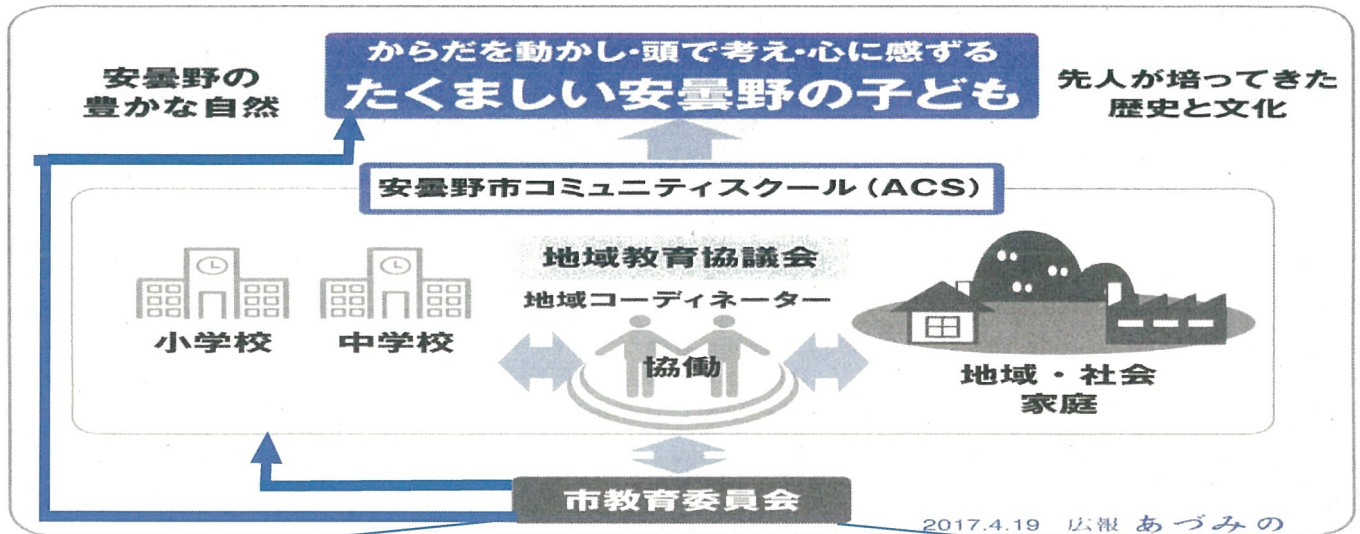 からだを動かし・頭で考え・心に感ずる
たくましい安曇野の子ども
安曇野の
豊かな自然
先人が培ってきた
歴史と文化
安曇野市コミュニティスクール(ACS)
地域教育協議会
地域コーディネーター
小学校
中学校
協働
地域・社会
家庭
市教育委員会
2017.4.19 広報 あづみの